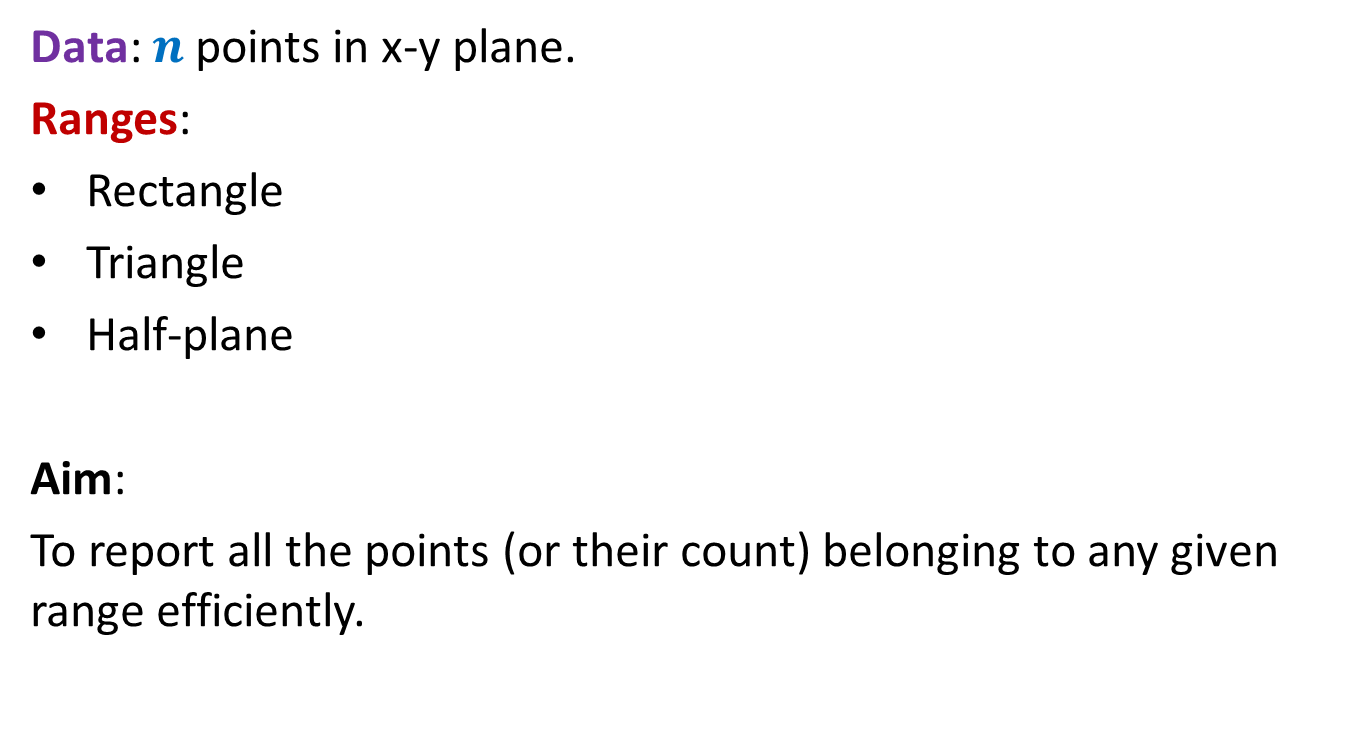 Data: n points in x-y plane.
Ranges:
• Rectangle
• Triangle
• Half-plane
Aim:
To report all the points (or their count) belonging to any given
range efficiently.